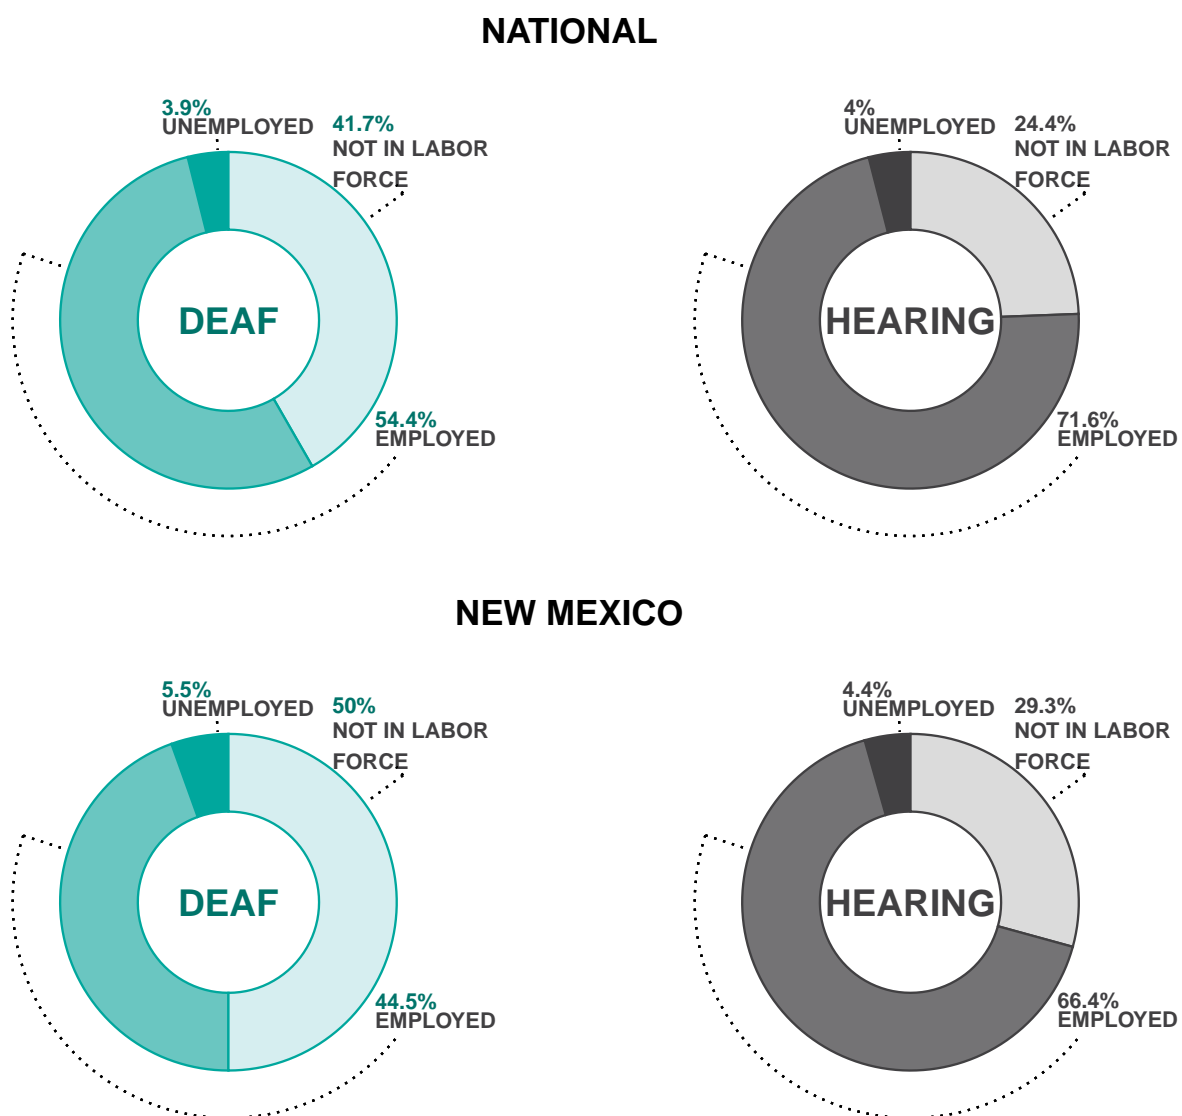 NATIONAL
3.9%
UNEMPLOYED
41.7%
NOT IN LABOR
FORCE
DEAF
54.4%
EMPLOYED
4%
UNEMPLOYED
24.4%
NOT IN LABOR
FORCE
HEARING
71.6%
EMPLOYED
NEW MEXICO
5.5%
UNEMPLOYED
50%
NOT IN LABOR
FORCE
DEAF
44.5%
EMPLOYED
4.4%
UNEMPLOYED
29.3%
NOT IN LABOR
FORCE
HEARING
66.4%
EMPLOYED